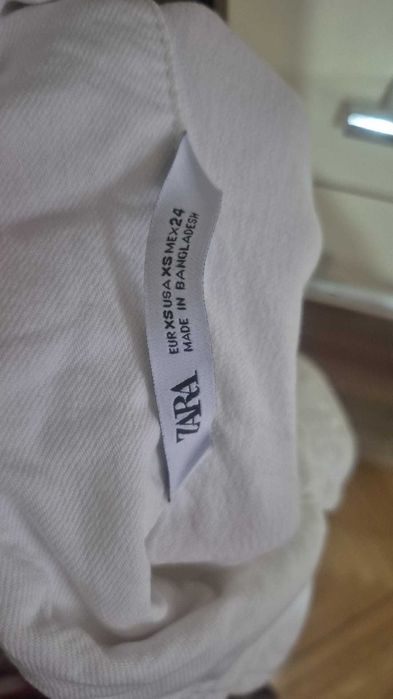 ZARA
EUR XS USA XS MEX 24
MADE IN BANGLADESH